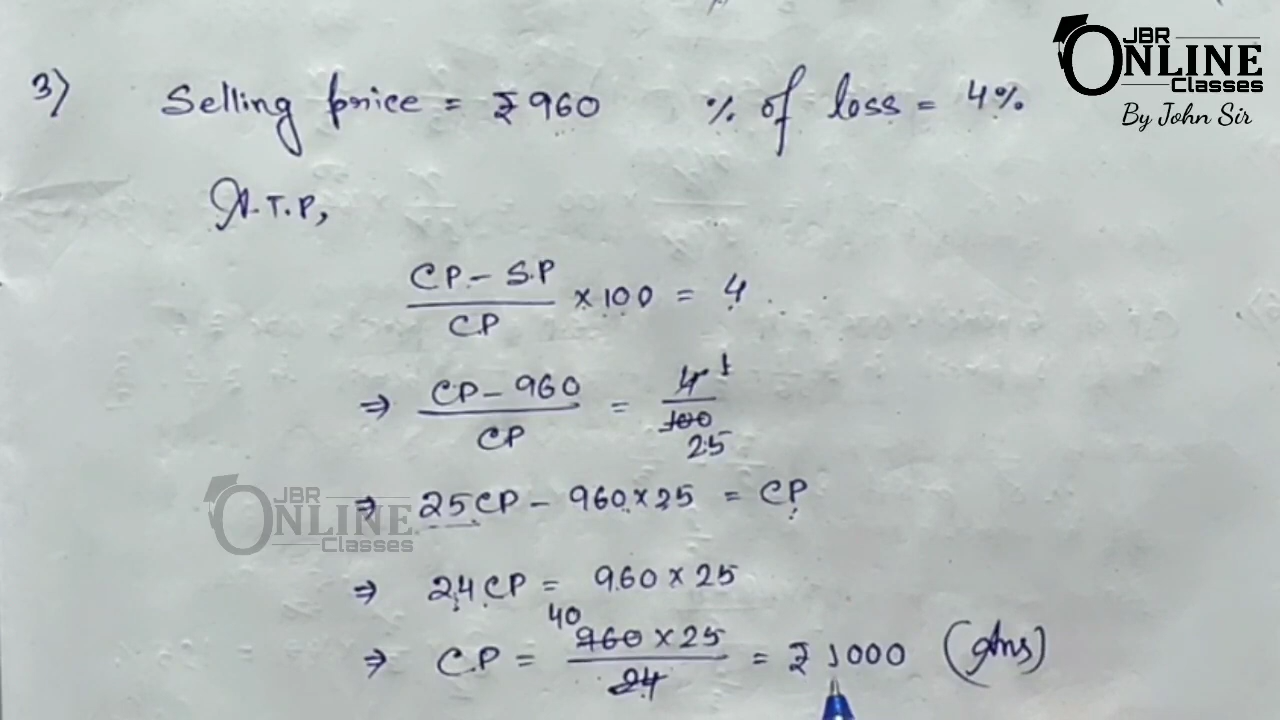 JBR
ONLINE
Classes
By John Sir
3) Selling price = ₹960 % of loss = 4%
A.T.P,
CP - S.P / CP × 100 = 4
⇒ CP - 960 / CP = 4 1 / 100 25
⇒ 25CP - 960×25 = CP
JBR
ONLINE
Classes
⇒ 24CP = 960 × 25
⇒ C.P = 40 960 × 25 / 24 = ₹1000 (Ans)